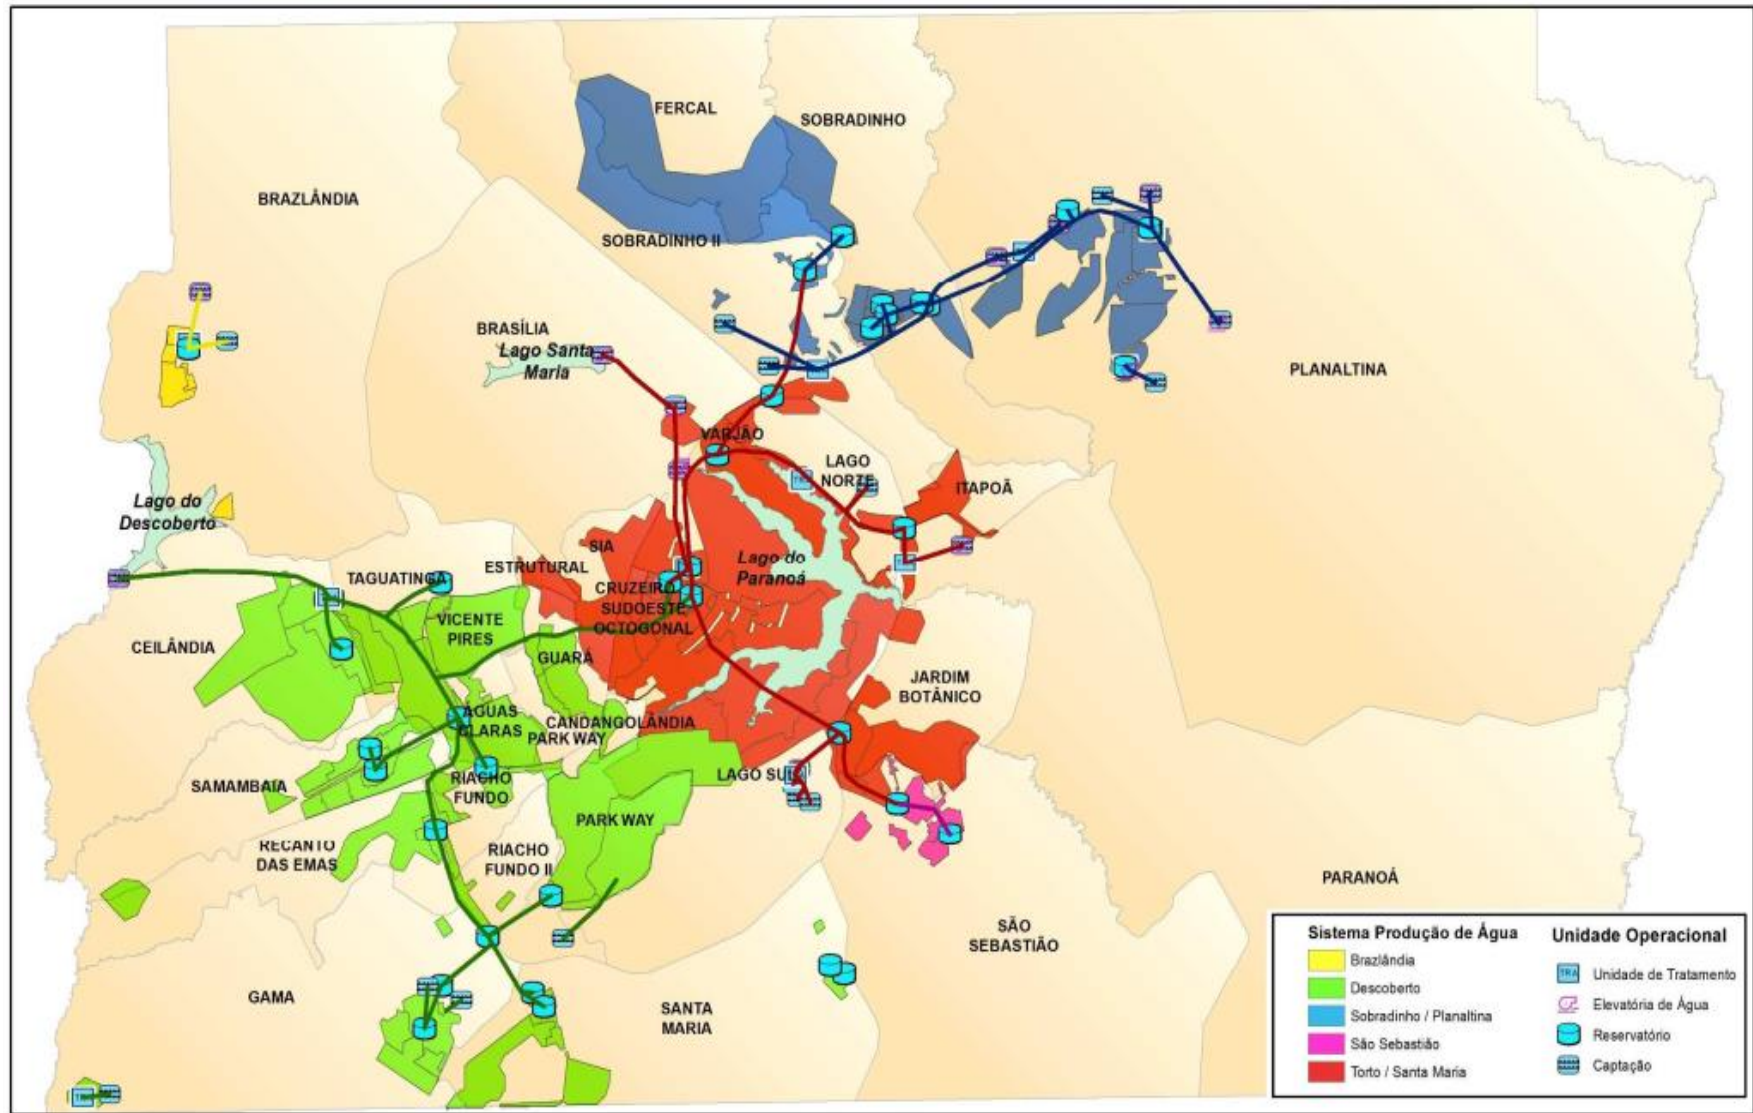 FERCAL
SOBRADINHO
BRAZLÂNDIA
SOBRADINHO II
BRASÍLIA
Lago Santa
Maria
PLANALTINA
VARJÃO
LAGO
NORTE
ITAPOÃ
Lago do
Descoberto
SIA
ESTRUTURAL
Lago do
Paranoá
TAGUATINGA
CRUZEIRO
SUDOESTE
OCTOGONAL
VICENTE
PIRES
CEILÂNDIA
GUARÁ
JARDIM
BOTÂNICO
ÁGUAS
CLARAS
CANDANGOLÂNDIA
PARK WAY
SAMAMBAIA
RIACHO
FUNDO
LAGO SUL
PARK WAY
RECANTO
DAS EMAS
RIACHO
FUNDO II
PARANOÁ
SÃO
SEBASTIÃO
GAMA
SANTA
MARIA
Sistema Produção de Água
Brazlândia
Descoberto
Sobradinho / Planaltina
São Sebastião
Torto / Santa Maria
Unidade Operacional
TRA
Unidade de Tratamento
Elevatória de Água
Reservatório
Captação